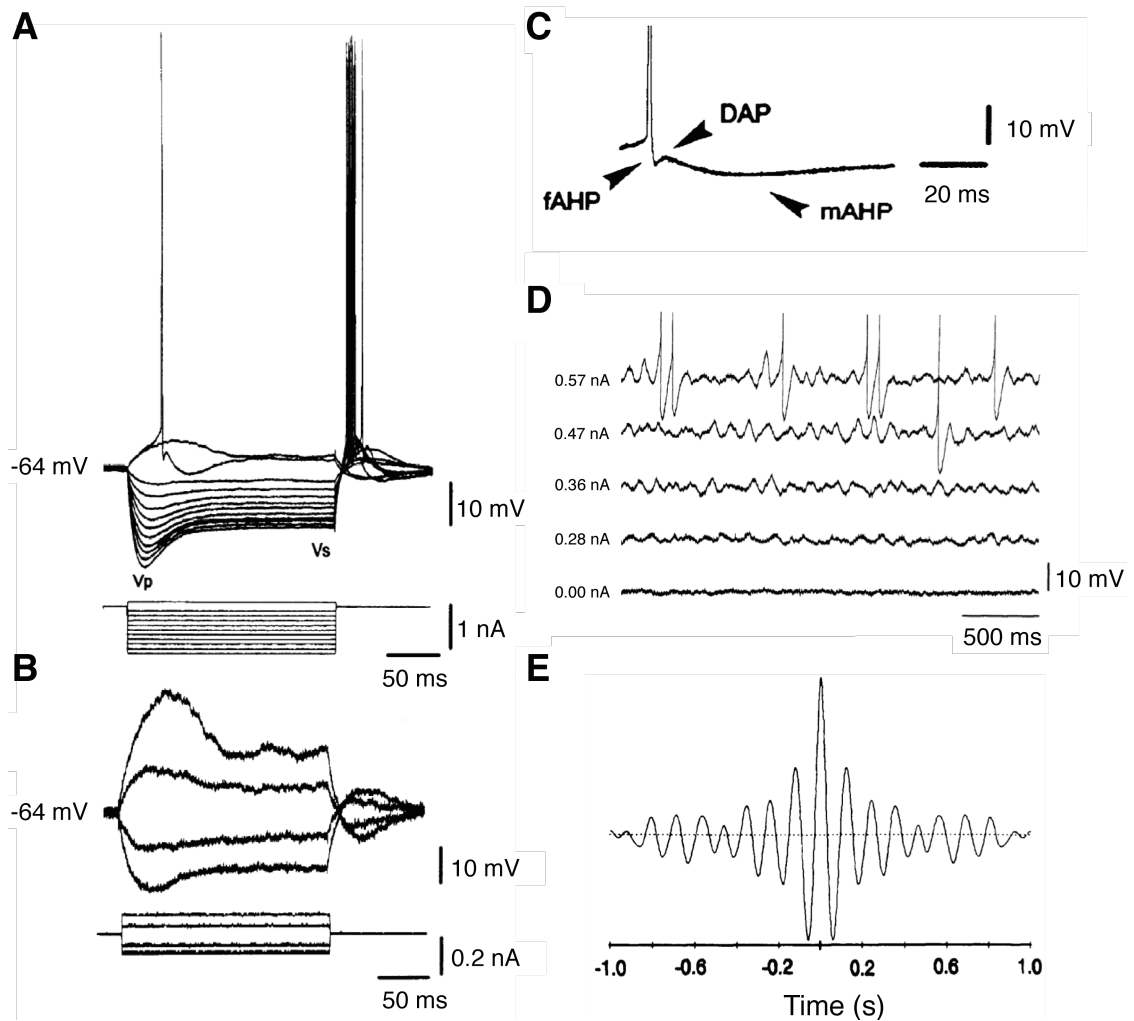 A
-64 mV
10 mV
Vs
Vp
1 nA
50 ms
B
-64 mV
10 mV
0.2 nA
50 ms
C
DAP
10 mV
fAHP
20 ms
mAHP
D
0.57 nA
0.47 nA
0.36 nA
0.28 nA
0.00 nA
10 mV
500 ms
E
-1.0 -0.6 -0.2 0.2 0.6 1.0
Time (s)